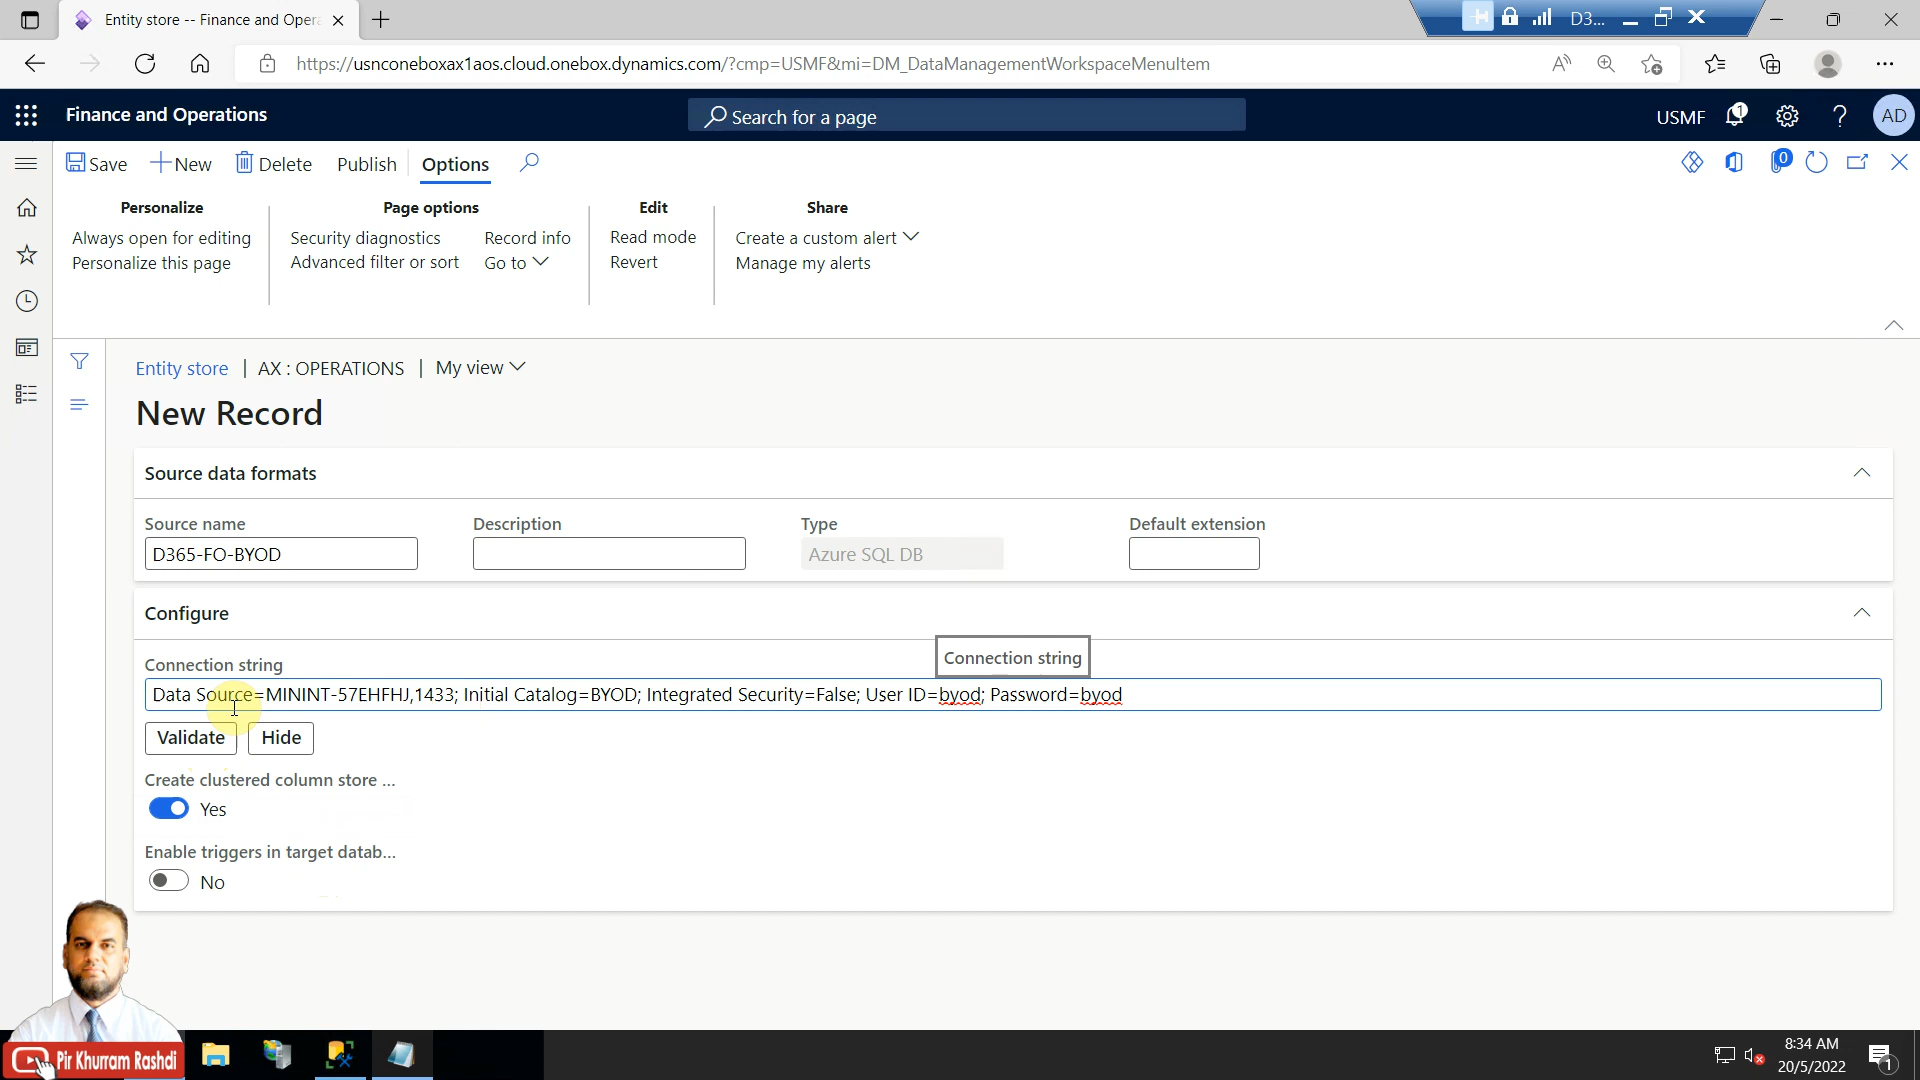 Entity store -- Finance and Opera
D3...
https://usnconeboxax1aos.cloud.onebox.dynamics.com/?cmp=USMF&mi=DM_DataManagementWorkspaceMenuItem
Finance and Operations
Search for a page
USMF
1
AD
Save
New
Delete
Publish
Options
0
Personalize
Always open for editing
Personalize this page
Page options
Security diagnostics
Record info
Advanced filter or sort
Go to
Edit
Read mode
Revert
Share
Create a custom alert
Manage my alerts
Entity store | AX : OPERATIONS | My view
New Record
Source data formats
Source name
Description
Type
Default extension
D365-FO-BYOD
Azure SQL DB
Configure
Connection string
Connection string
Data Source=MININT-57EHFHJ,1433; Initial Catalog=BYOD; Integrated Security=False; User ID=byod; Password=byod
Validate
Hide
Create clustered column store ...
Yes
Enable triggers in target datab...
No
Pir Khurram Rashdi
8:34 AM
20/5/2022
1